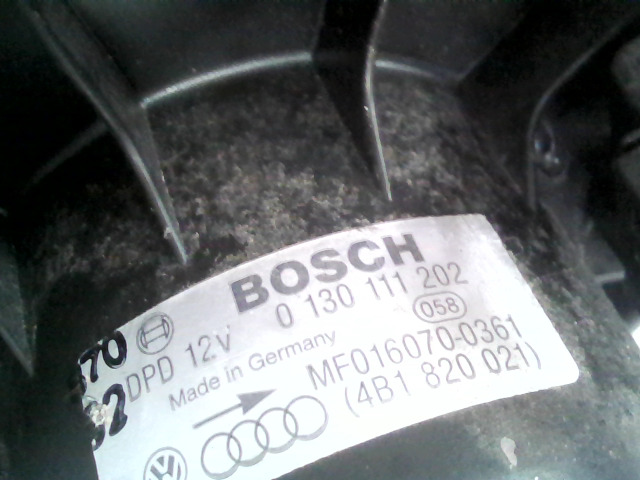 BOSCH
0 130 111 202
DPD 12V
058
Made in Germany
MF016070-0361
(4B1 820 021)